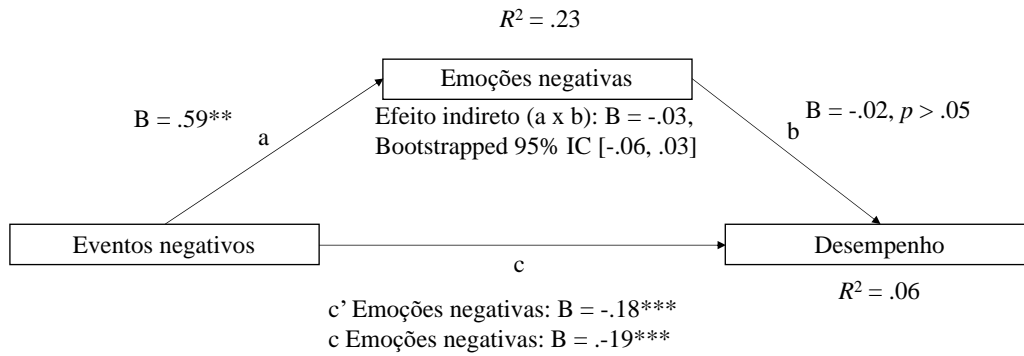 R² = .23
Emoções negativas
B = .59**
a
Efeito indireto (a x b): B = -.03,
Bootstrapped 95% IC [-.06, .03]
B = -.02, p > .05
b
Eventos negativos
Desempenho
c
R² = .06
c’ Emoções negativas: B = -.18***
c Emoções negativas: B = .-19***